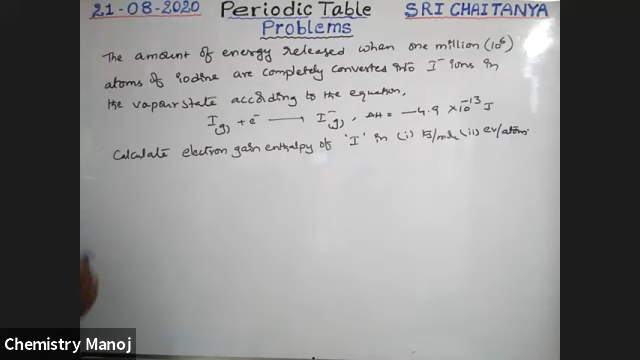 21-08-2020 Periodic Table SRI CHAITANYA
Problems
The amount of energy released when one million (10⁶)
atoms of iodine are completely converted into I⁻ ions in
the vapour state according to the equation,
I(g) + e⁻ ⟶ I⁻(g), ΔH = —4.9 ×10⁻¹³ J
Calculate electron gain enthalpy of 'I' in (i) KJ/mole (ii) ev/atom.
Chemistry Manoj